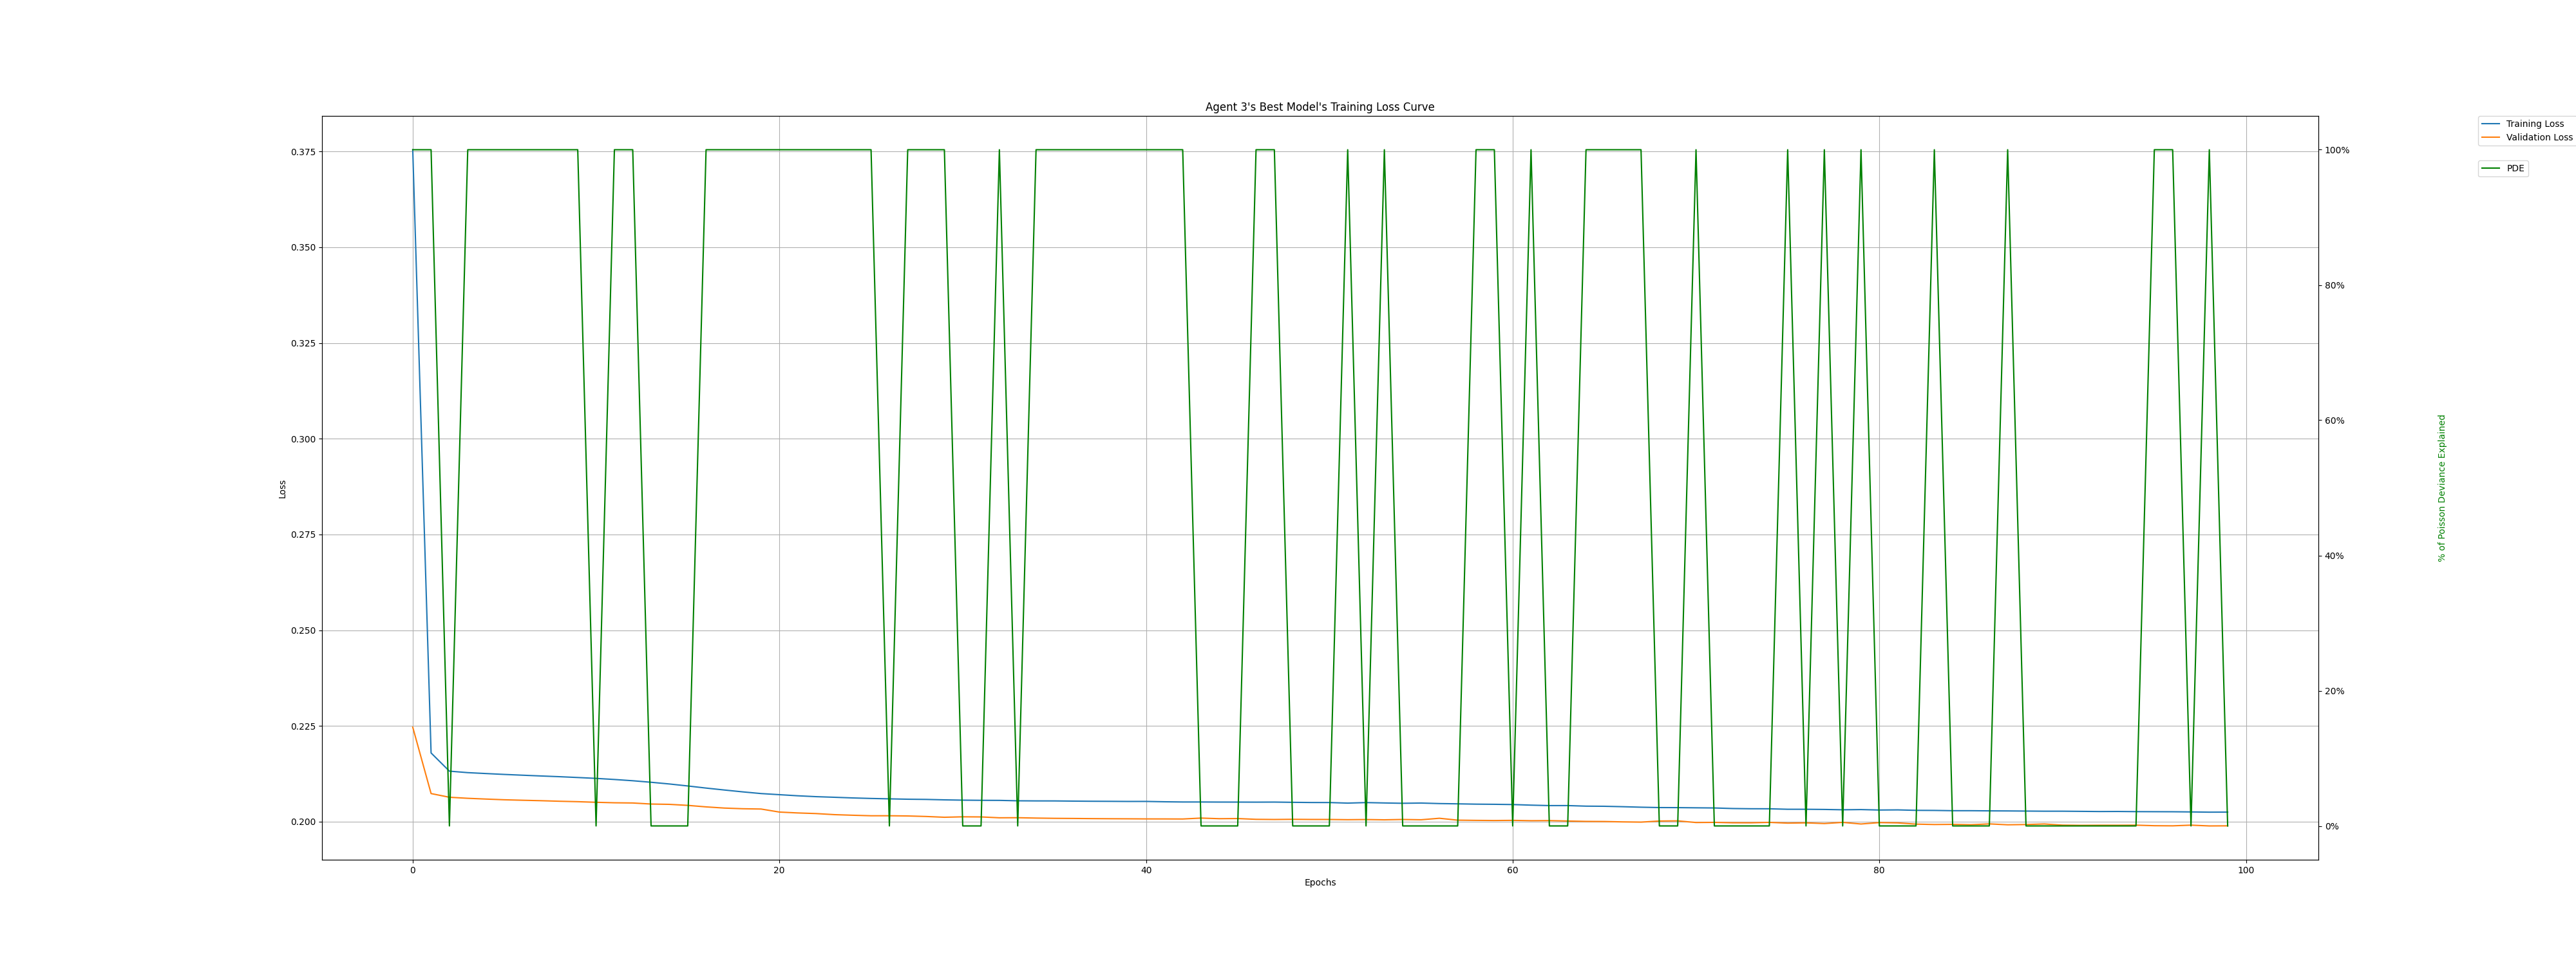 Agent 3's Best Model's Training Loss Curve
Training Loss
Validation Loss
PDE
0.375
0.350
0.325
0.300
0.275
0.250
0.225
0.200
Loss
100%
80%
60%
40%
20%
0%
% of Poisson Deviance Explained
0 20 40 60 80 100
Epochs